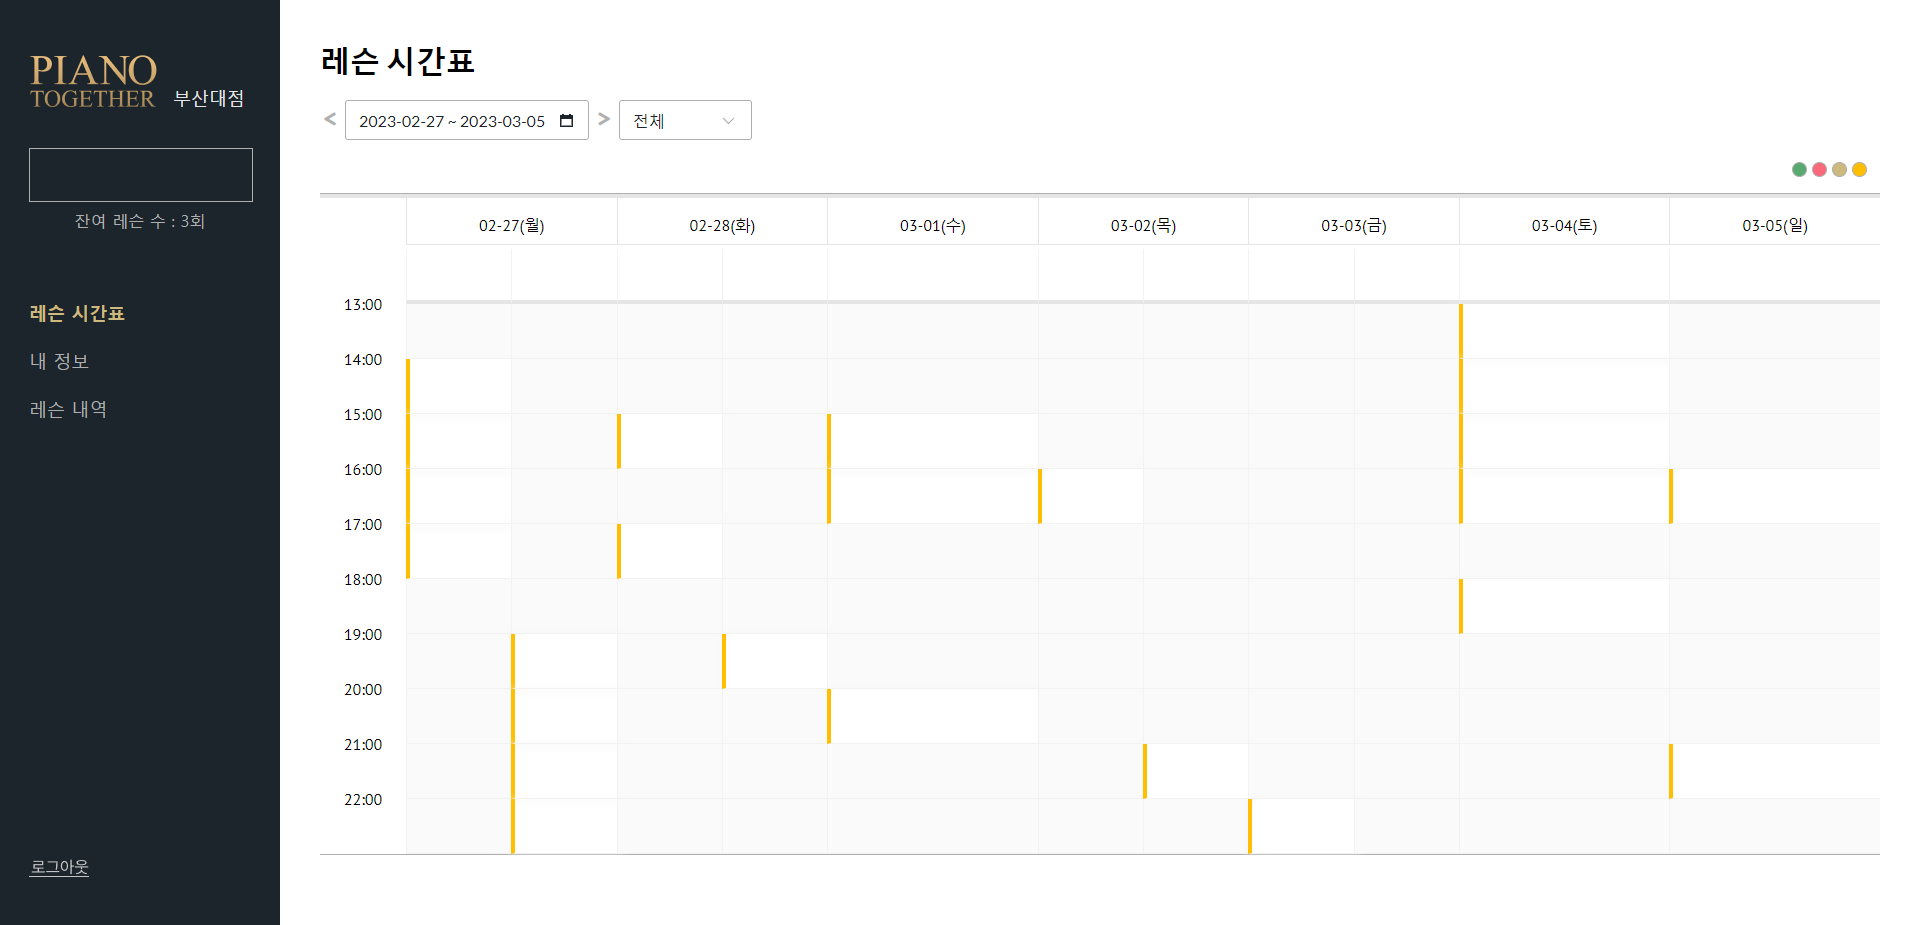 PIANO
TOGETHER 부산대점
잔여 레슨 수 : 3회
레슨 시간표
내 정보
레슨 내역
로그아웃
레슨 시간표
< 2023-02-27 ~ 2023-03-05 > 전체
02-27(월) 02-28(화) 03-01(수) 03-02(목) 03-03(금) 03-04(토) 03-05(일)
13:00
14:00
15:00
16:00
17:00
18:00
19:00
20:00
21:00
22:00